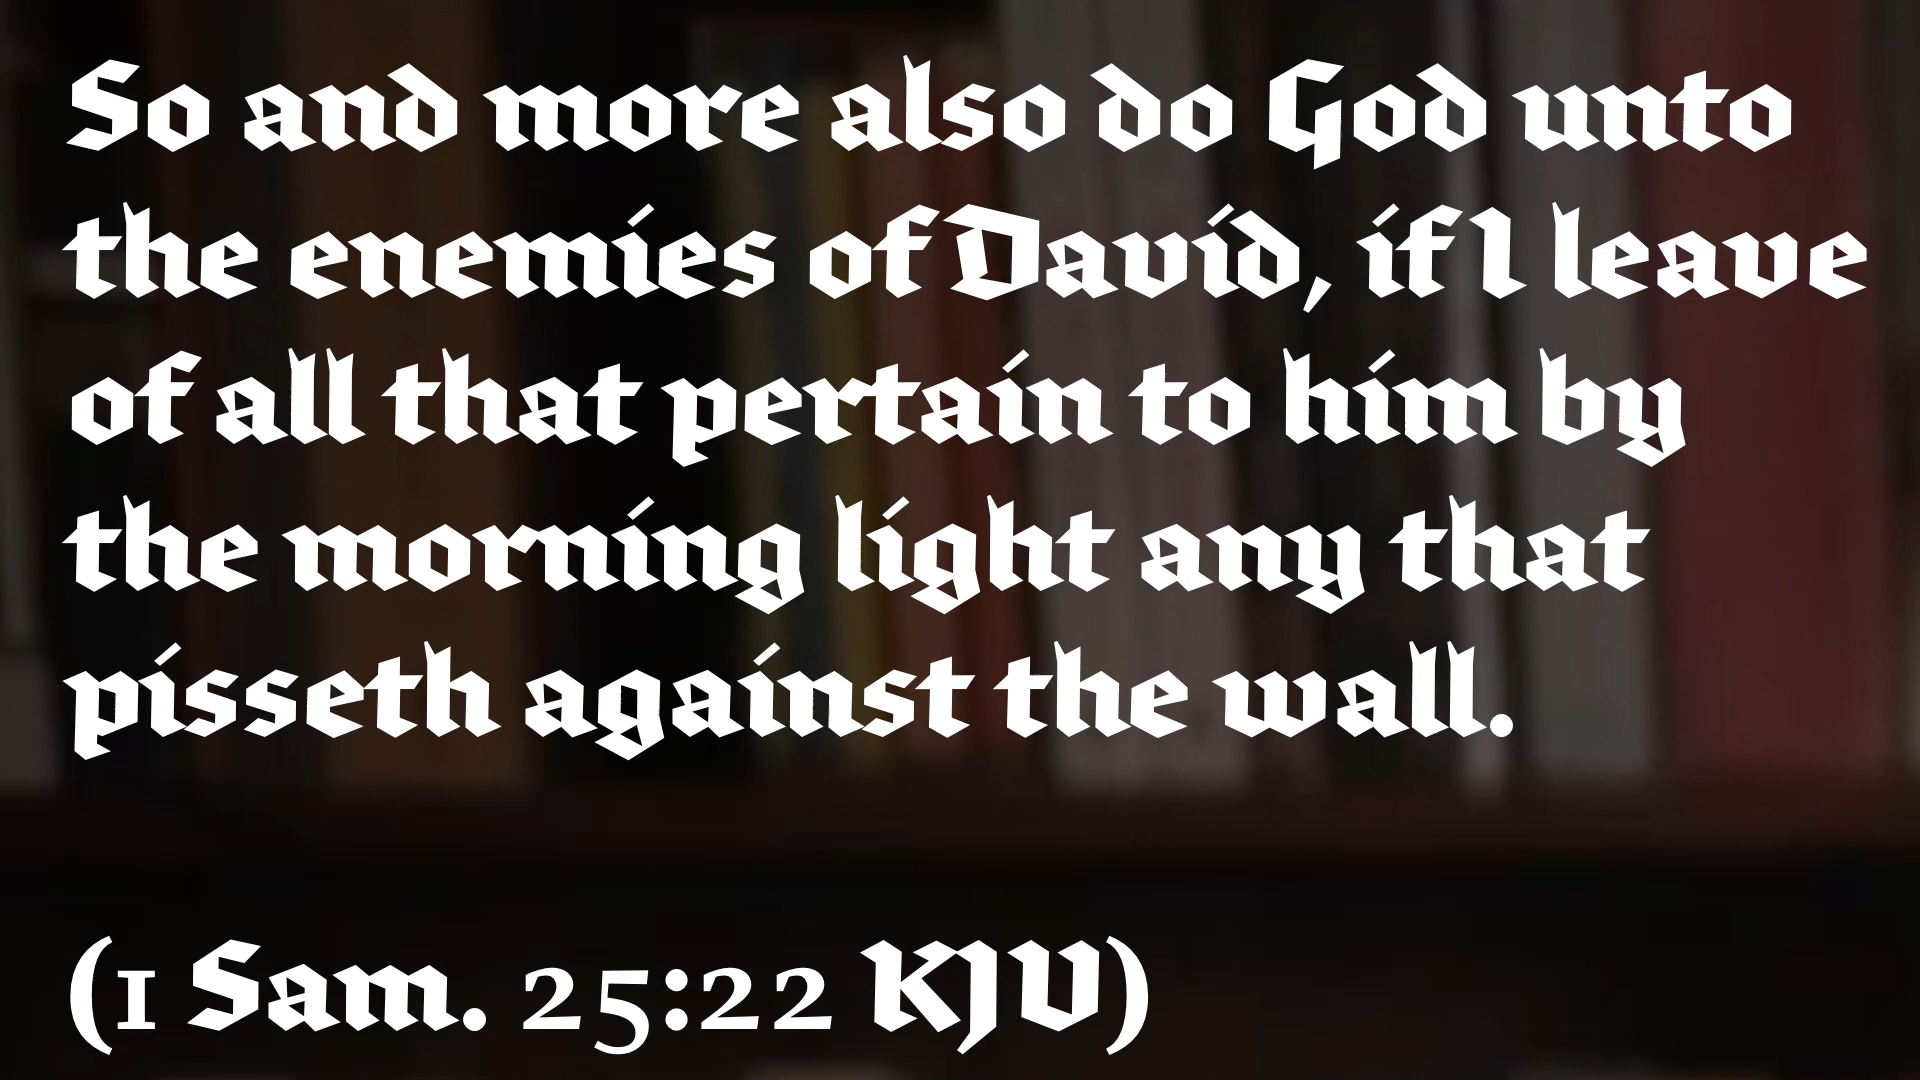 So and more also do God unto
the enemies of David, if I leave
of all that pertain to him by
the morning light any that
pisseth against the wall.
(1 Sam. 25:22 KJV)